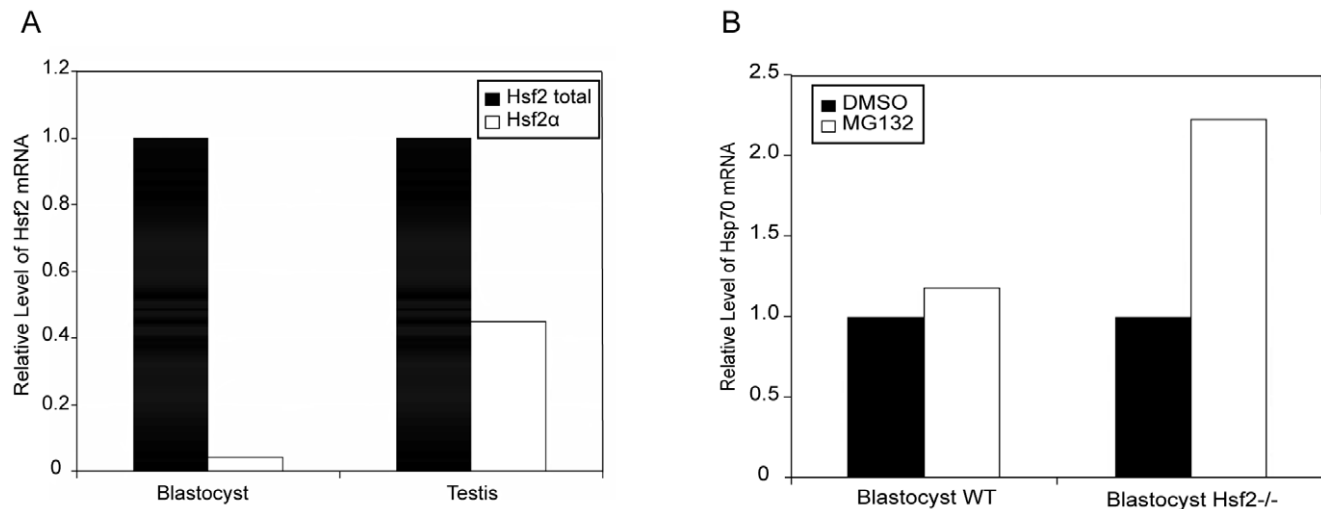 A
Relative Level of Hsf2 mRNA
1.2
1.0
0.8
0.6
0.4
0.2
0
Hsf2 total
Hsf2α
Blastocyst Testis
B
Relative Level of Hsp70 mRNA
2.5
2.0
1.5
1.0
0.5
0
DMSO
MG132
Blastocyst WT Blastocyst Hsf2-/-